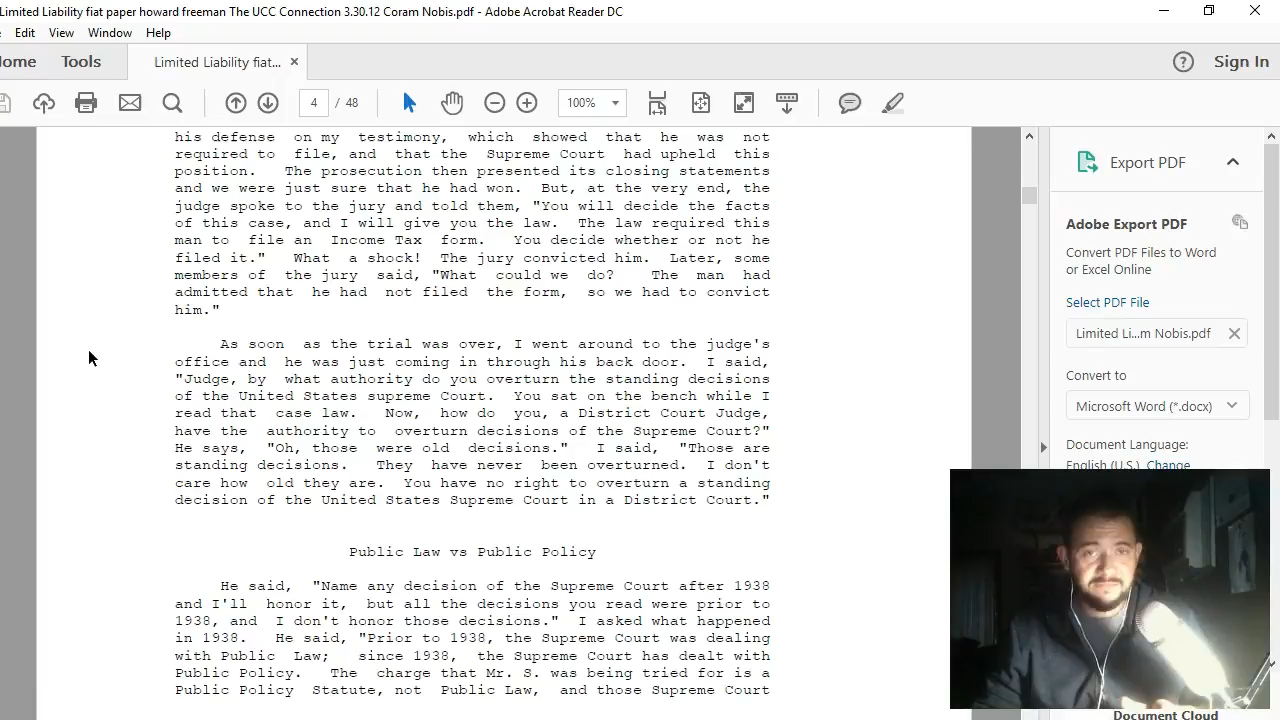 Limited Liability fiat paper howard freeman The UCC Connection 3.30.12 Coram Nobis.pdf - Adobe Acrobat Reader DC
Edit View Window Help
Tools Limited Liability fiat... × Sign In
4 / 48 100%
his defense on my testimony, which showed that he was not
required to file, and that the Supreme Court had upheld this
position. The prosecution then presented its closing statements
and we were just sure that he had won. But, at the very end, the
judge spoke to the jury and told them, "You will decide the facts
of this case, and I will give you the law. The law required this
man to file an Income Tax form. You decide whether or not he
filed it." What a shock! The jury convicted him. Later, some
members of the jury said, "What could we do? The man had
admitted that he had not filed the form, so we had to convict
him."
As soon as the trial was over, I went around to the judge's
office and he was just coming in through his back door. I said,
"Judge, by what authority do you overturn the standing decisions
of the United States supreme Court. You sat on the bench while I
read that case law. Now, how do you, a District Court Judge,
have the authority to overturn decisions of the Supreme Court?"
He says, "Oh, those were old decisions." I said, "Those are
standing decisions. They have never been overturned. I don't
care how old they are. You have no right to overturn a standing
decision of the United States Supreme Court in a District Court."
Public Law vs Public Policy
He said, "Name any decision of the Supreme Court after 1938
and I'll honor it, but all the decisions you read were prior to
1938, and I don't honor those decisions." I asked what happened
in 1938. He said, "Prior to 1938, the Supreme Court was dealing
with Public Law; since 1938, the Supreme Court has dealt with
Public Policy. The charge that Mr. S. was being tried for is a
Public Policy Statute, not Public Law, and those Supreme Court
Export PDF
Adobe Export PDF
Convert PDF Files to Word
or Excel Online
Select PDF File
Limited Li...m Nobis.pdf
Convert to
Microsoft Word (*.docx)
Document Language:
English (U.S.) Change
Document Cloud